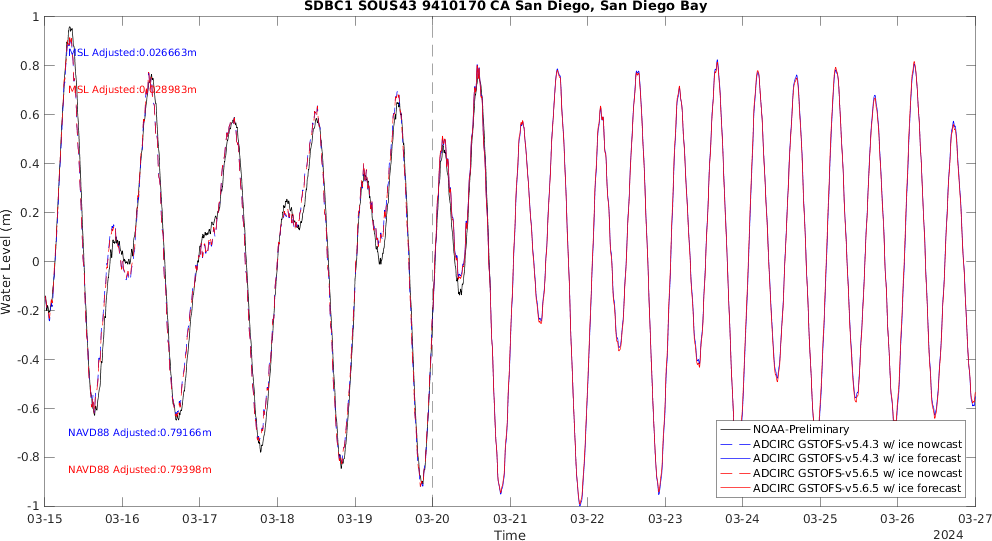 SDBC1 SOUS43 9410170 CA San Diego, San Diego Bay
1
0.8
0.6
0.4
0.2
0
-0.2
-0.4
-0.6
-0.8
-1
Water Level (m)
MSL Adjusted:0.026663m
MSL Adjusted:0.028983m
NAVD88 Adjusted:0.79166m
NAVD88 Adjusted:0.79398m
NOAA-Preliminary
ADCIRC GSTOFS-v5.4.3 w/ ice nowcast
ADCIRC GSTOFS-v5.4.3 w/ ice forecast
ADCIRC GSTOFS-v5.6.5 w/ ice nowcast
ADCIRC GSTOFS-v5.6.5 w/ ice forecast
03-15 03-16 03-17 03-18 03-19 03-20 03-21 03-22 03-23 03-24 03-25 03-26 03-27
Time
2024